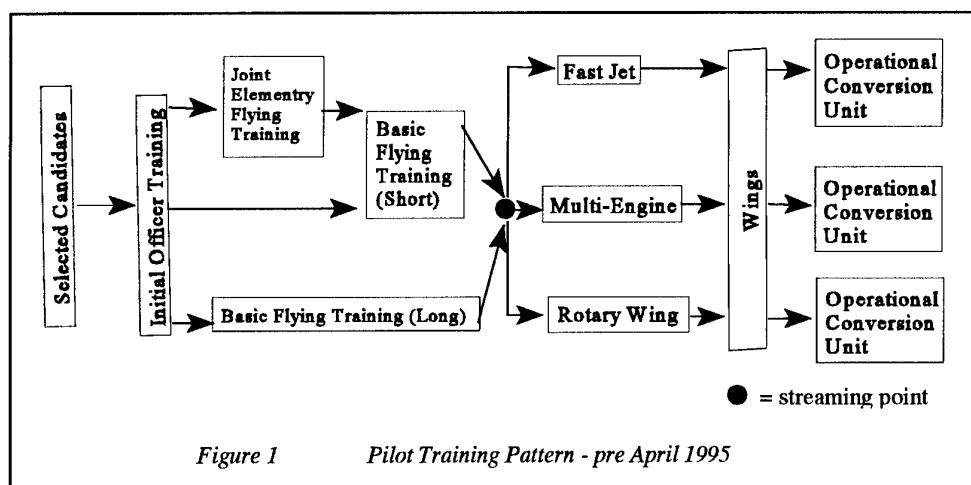 Selected Candidates
Initial Officer Training
Joint
Elementry
Flying
Training
Basic
Flying
Training
(Short)
Basic Flying Training (Long)
Fast Jet
Multi-Engine
Rotary Wing
Wings
Operational
Conversion
Unit
Operational
Conversion
Unit
Operational
Conversion
Unit
= streaming point
Figure 1 Pilot Training Pattern - pre April 1995